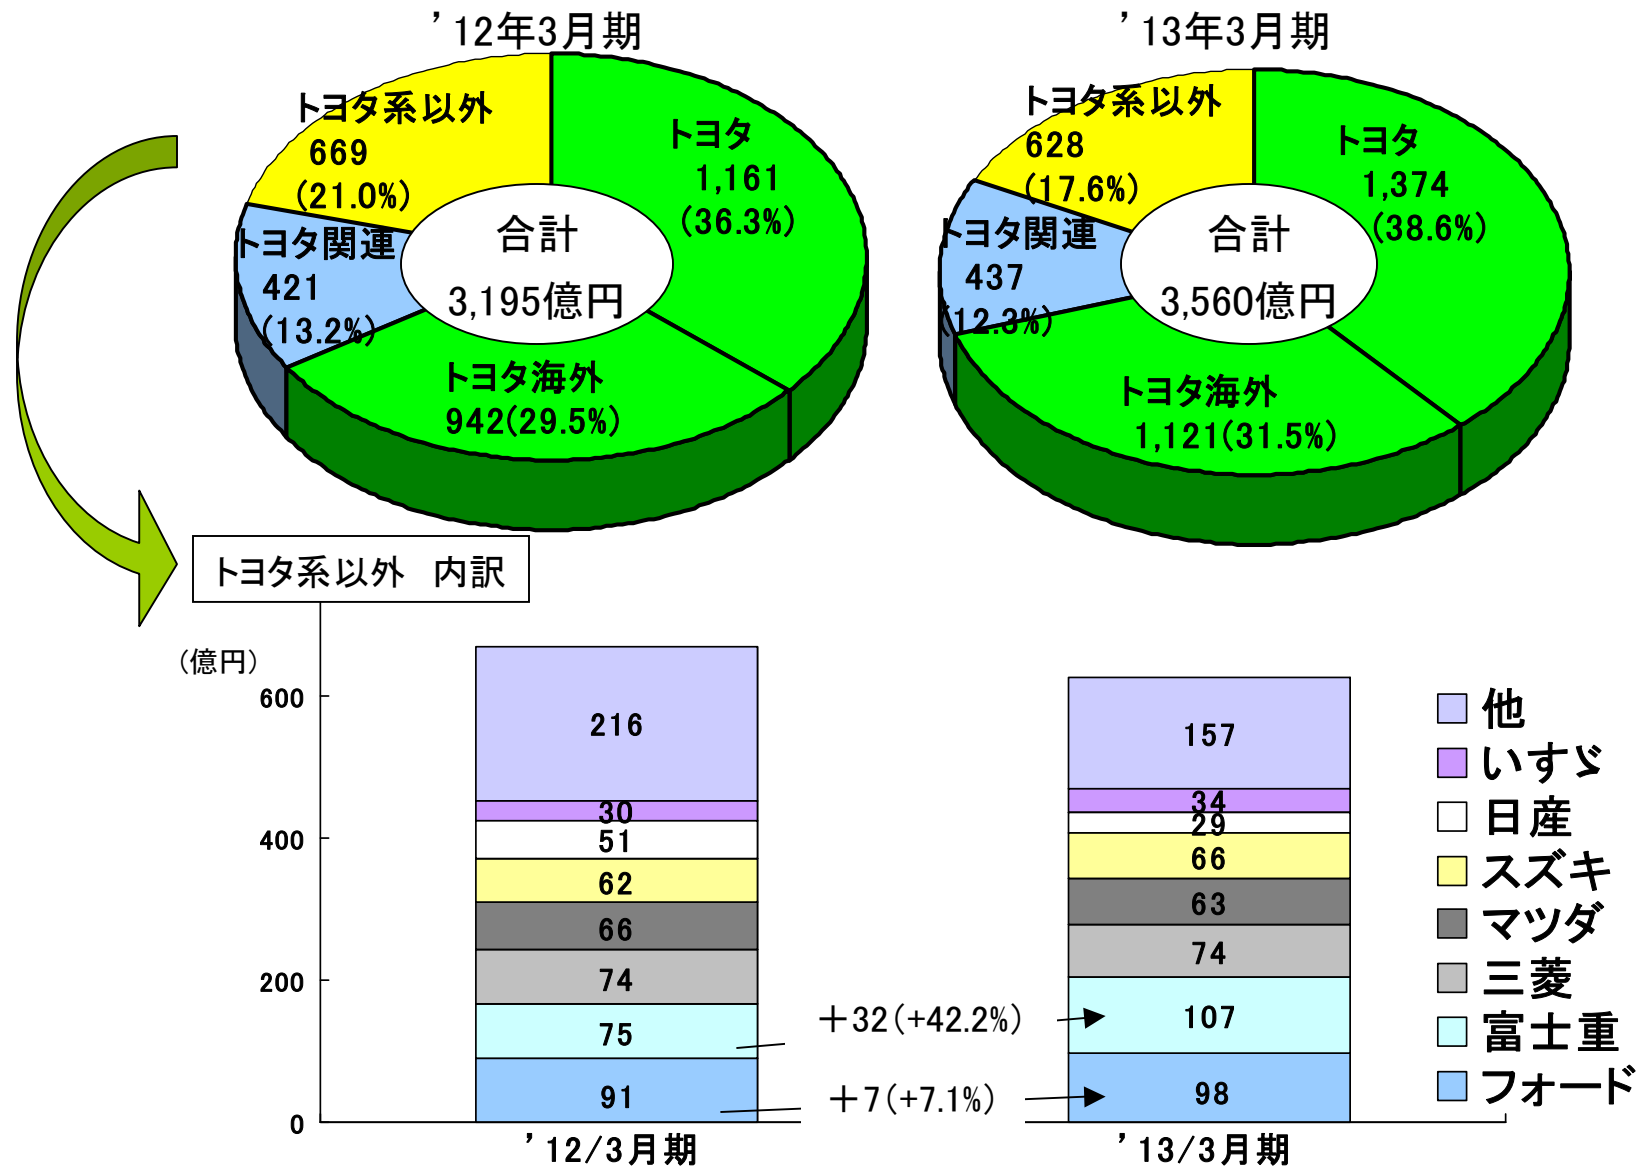 ’12年3月期
トヨタ系以外
669
(21.0%)
トヨタ
1,161
(36.3%)
トヨタ関連
421
(13.2%)
合計
3,195億円
トヨタ海外
942(29.5%)
’13年3月期
トヨタ系以外
628
(17.6%)
トヨタ
1,374
(38.6%)
トヨタ関連
437
(12.3%)
合計
3,560億円
トヨタ海外
1,121(31.5%)
トヨタ系以外　内訳
(億円)
600
400
200
0
216
30
51
62
66
74
75
91
’12/3月期
＋32(+42.2%)
＋7(+7.1%)
157
34
29
66
63
74
107
98
’13/3月期
他
いすゞ
日産
スズキ
マツダ
三菱
富士重
フォード